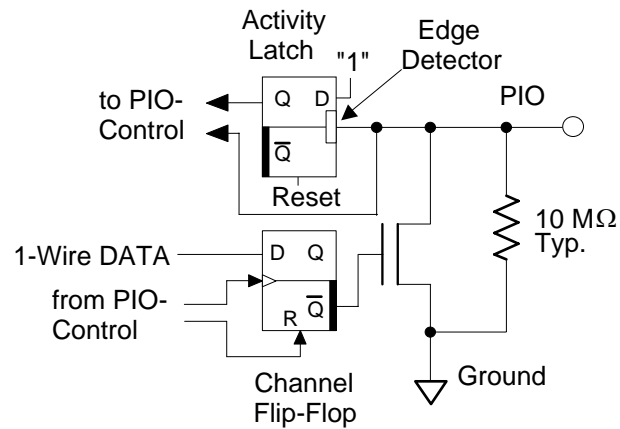 Activity
Latch
"1"
Edge
Detector
to PIO-
Control
Q D
Q̅
PIO
Reset
10 MΩ
Typ.
1-Wire DATA
D Q
from PIO-
Control
R Q̅
Channel
Flip-Flop
Ground